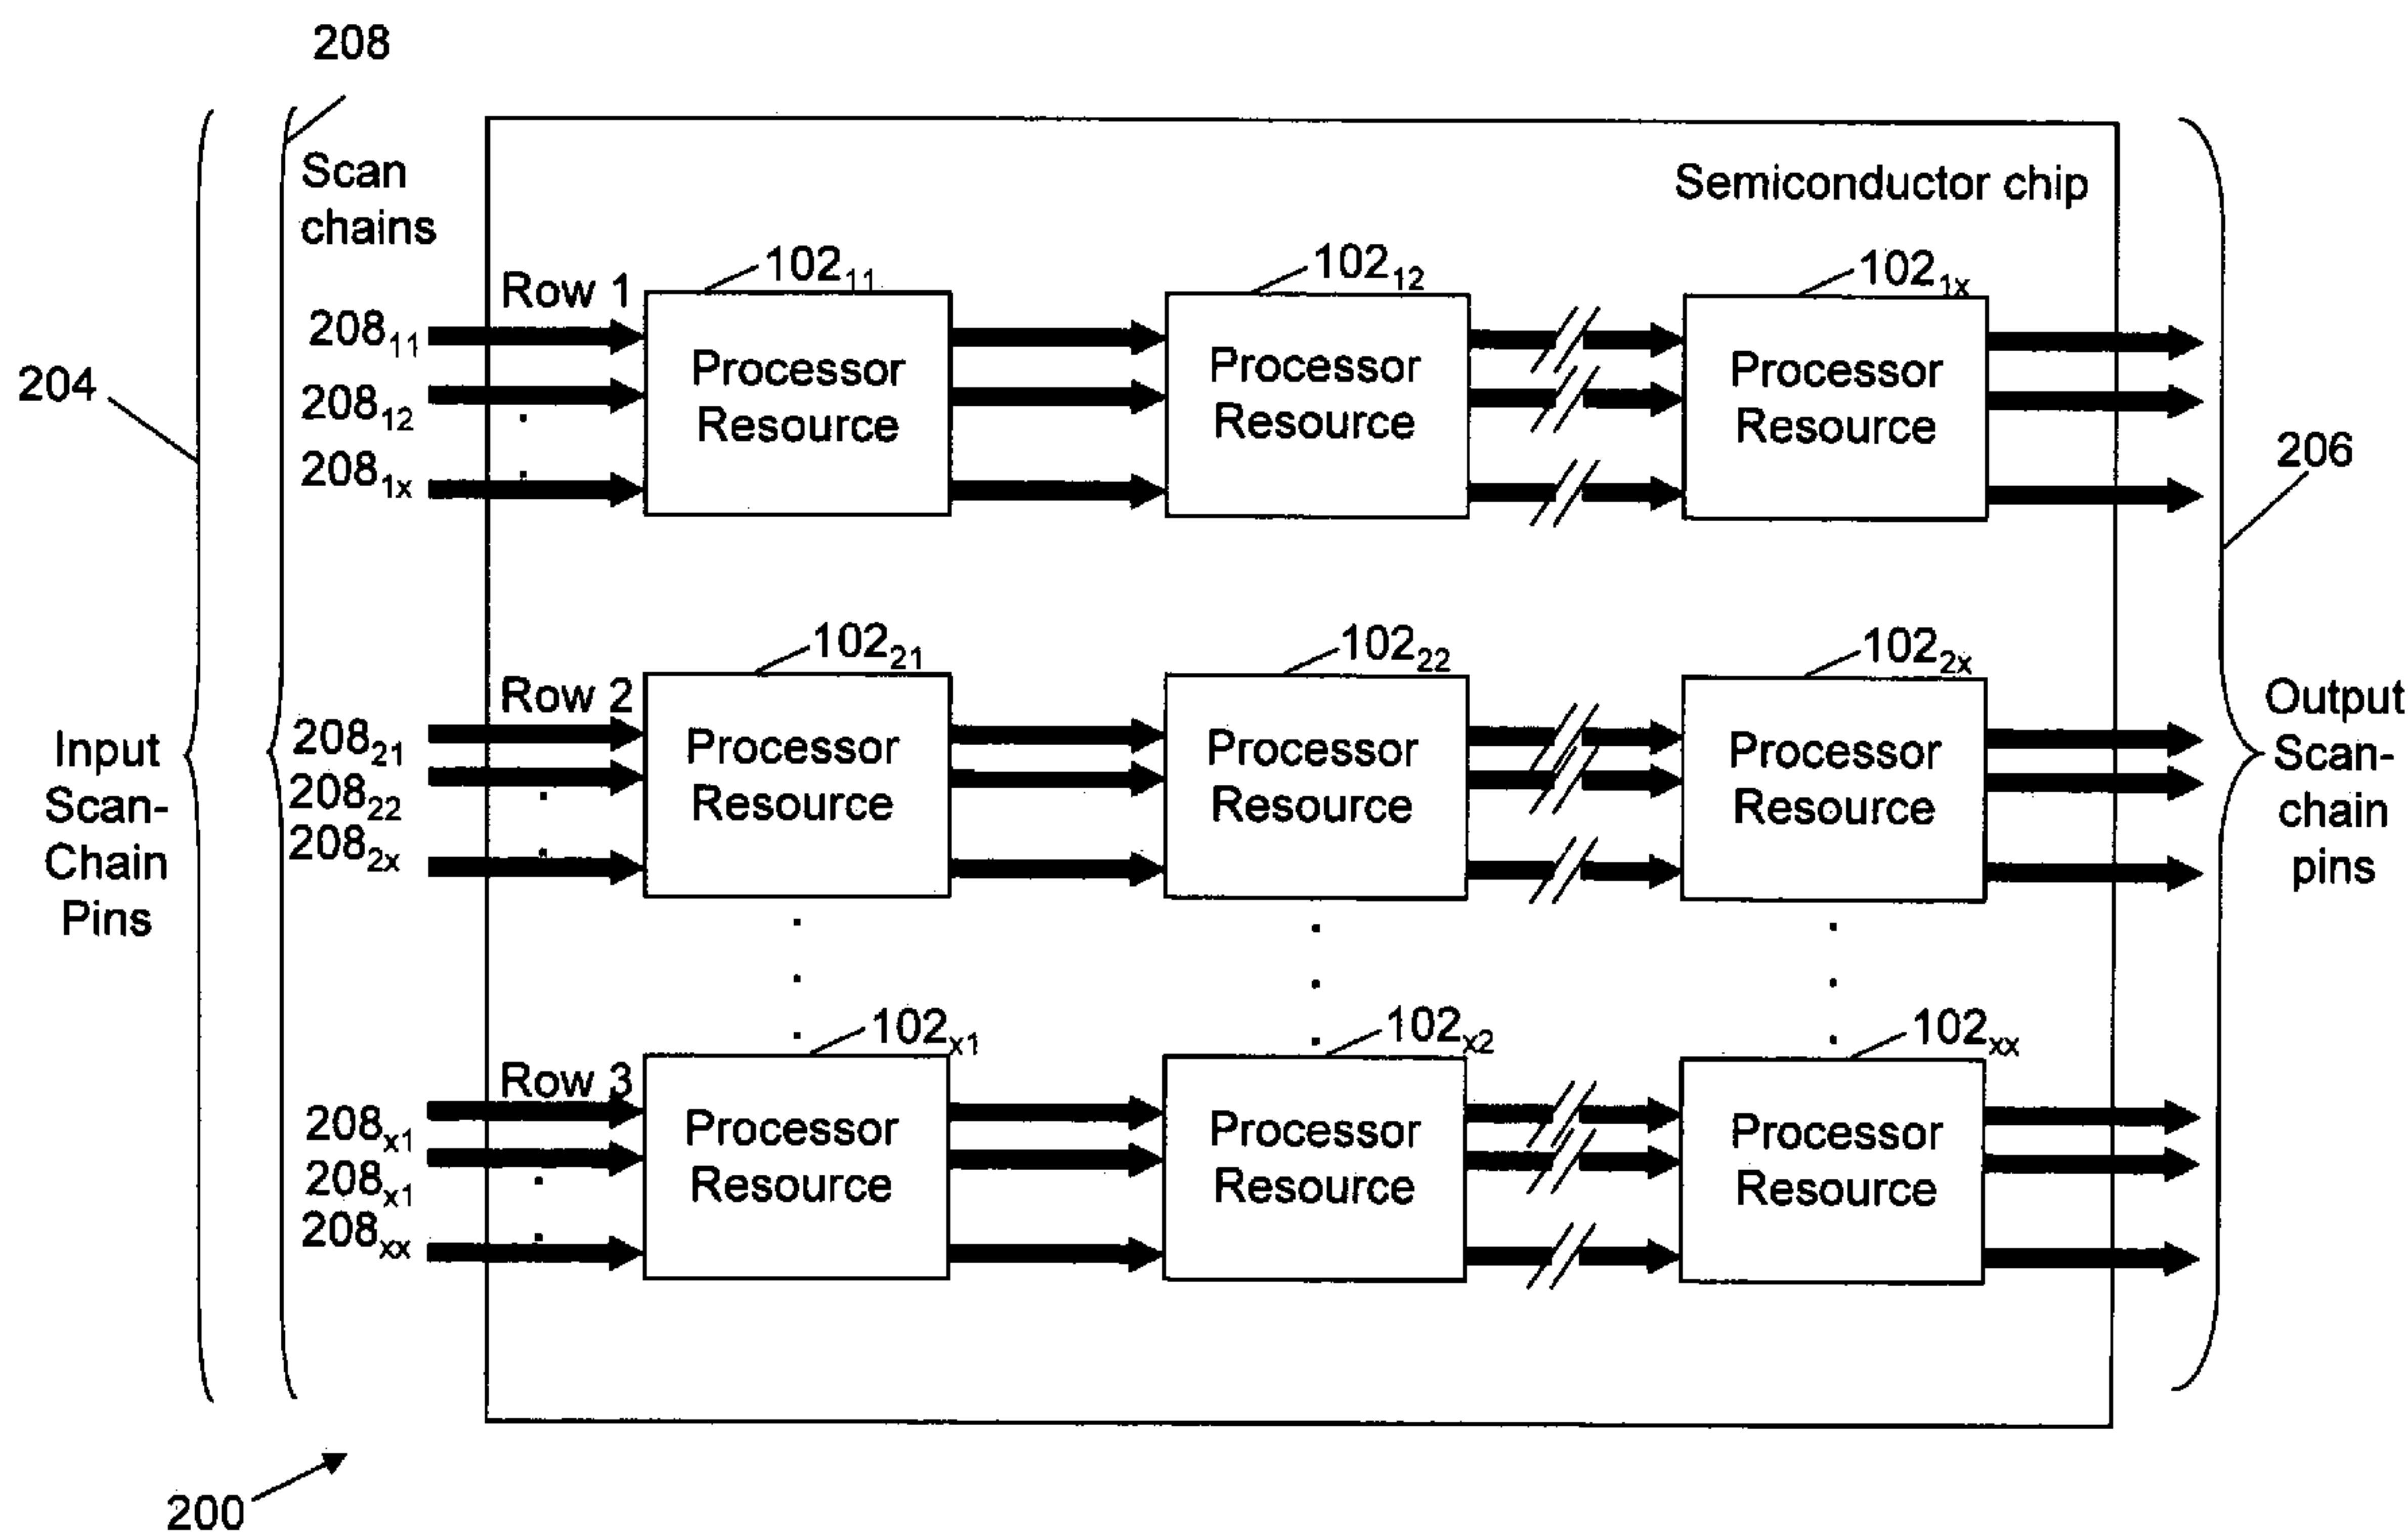 208
Scan
chains
Semiconductor chip
Row 1
102₁₁
102₁₂
102₁ₓ
208₁₁
208₁₂
208₁ₓ
Processor
Resource
Processor
Resource
Processor
Resource
204
206
Row 2
102₂₁
102₂₂
102₂ₓ
208₂₁
208₂₂
208₂ₓ
Processor
Resource
Processor
Resource
Processor
Resource
Input
Scan-
Chain
Pins
Output
Scan-
chain
pins
Row 3
102ₓ₁
102ₓ₂
102ₓₓ
208ₓ₁
208ₓ₁
208ₓₓ
Processor
Resource
Processor
Resource
Processor
Resource
200